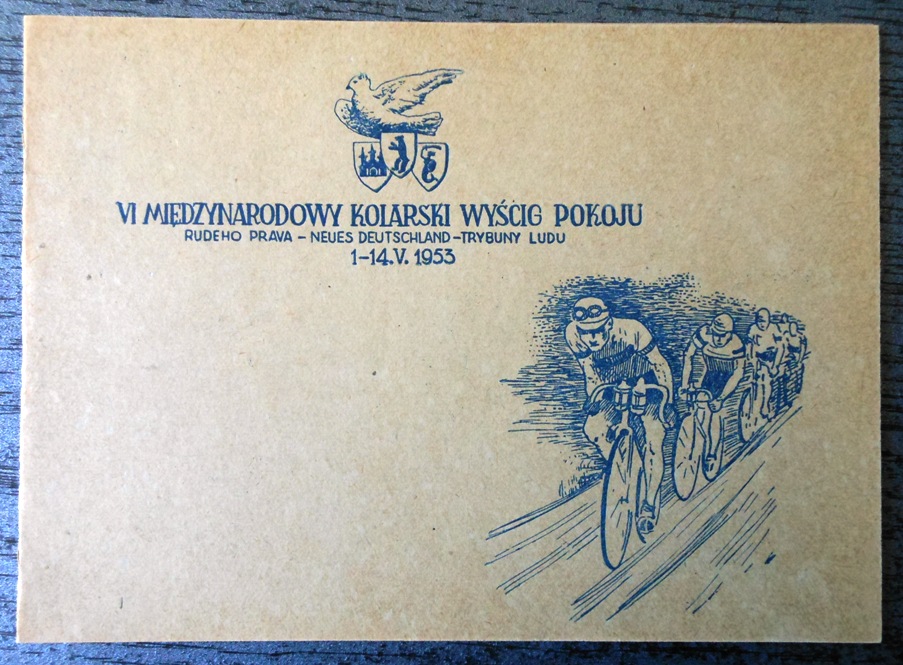 VI MIĘDZYNARODOWY KOLARSKI WYŚCIG POKOJU
RUDEHO PRAVA – NEUES DEUTSCHLAND – TRYBUNY LUDU
1–14.V. 1953